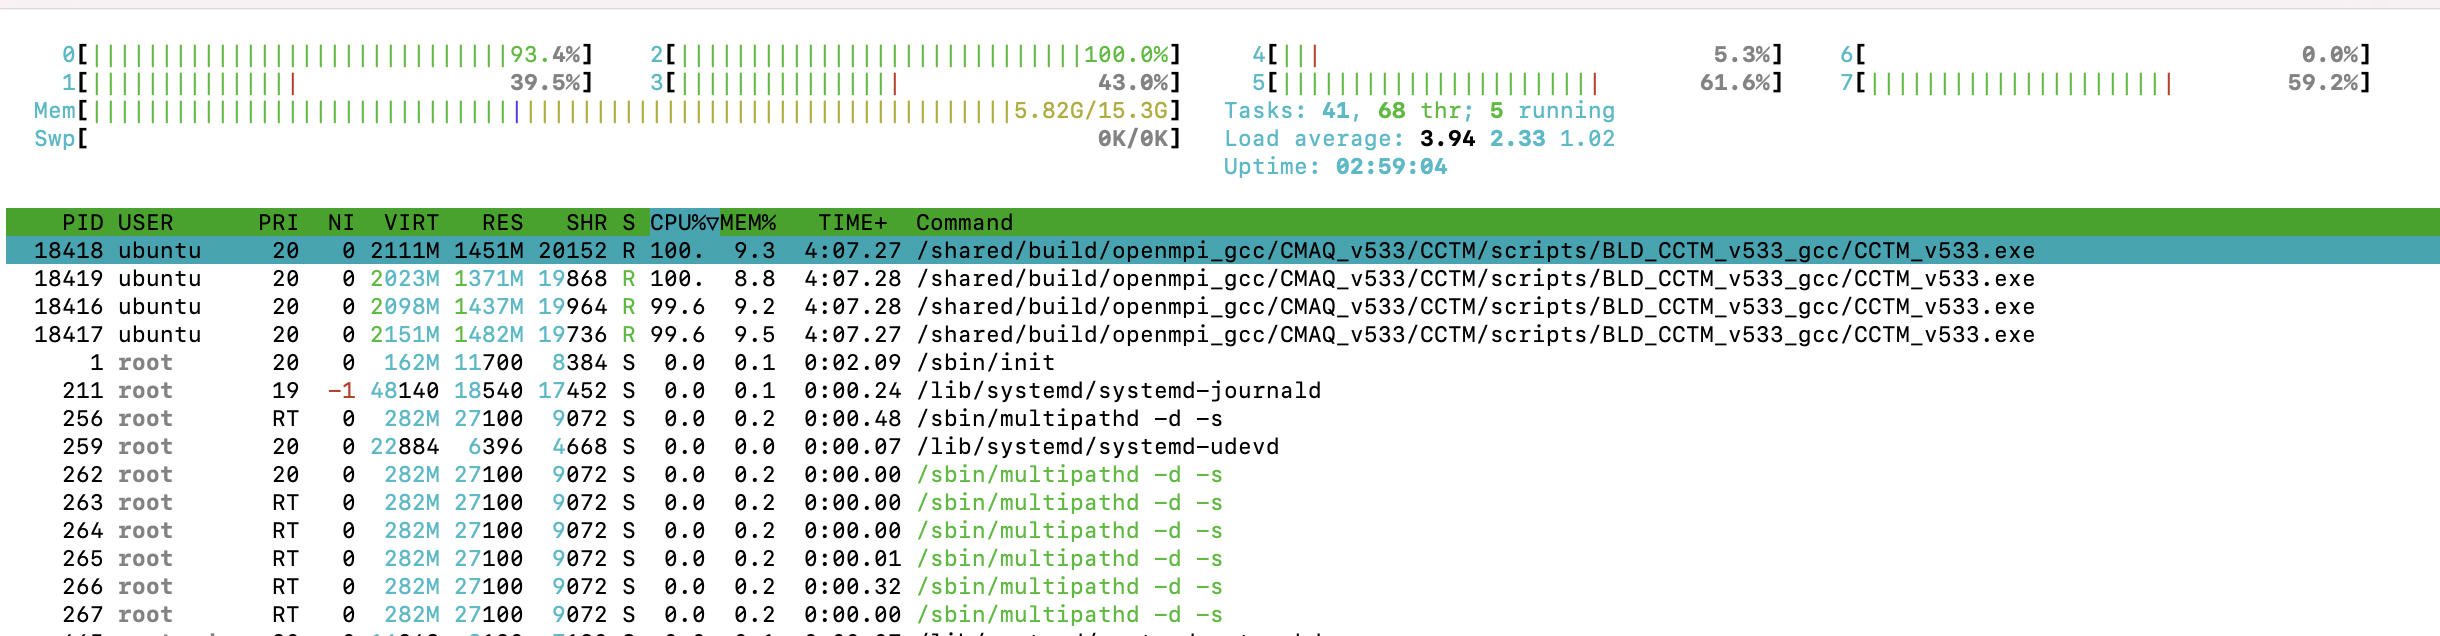 0[93.4%] 2[100.0%] 4[5.3%] 6[0.0%]
1[39.5%] 3[43.0%] 5[61.6%] 7[59.2%]
Mem[5.82G/15.3G] Tasks: 41, 68 thr; 5 running
Swp[0K/0K] Load average: 3.94 2.33 1.02
Uptime: 02:59:04
PID USER PRI NI VIRT RES SHR S CPU%▽MEM% TIME+ Command
18418 ubuntu 20 0 2111M 1451M 20152 R 100. 9.3 4:07.27 /shared/build/openmpi_gcc/CMAQ_v533/CCTM/scripts/BLD_CCTM_v533_gcc/CCTM_v533.exe
18419 ubuntu 20 0 2023M 1371M 19868 R 100. 8.8 4:07.28 /shared/build/openmpi_gcc/CMAQ_v533/CCTM/scripts/BLD_CCTM_v533_gcc/CCTM_v533.exe
18416 ubuntu 20 0 2098M 1437M 19964 R 99.6 9.2 4:07.28 /shared/build/openmpi_gcc/CMAQ_v533/CCTM/scripts/BLD_CCTM_v533_gcc/CCTM_v533.exe
18417 ubuntu 20 0 2151M 1482M 19736 R 99.6 9.5 4:07.27 /shared/build/openmpi_gcc/CMAQ_v533/CCTM/scripts/BLD_CCTM_v533_gcc/CCTM_v533.exe
1 root 20 0 162M 11700 8384 S 0.0 0.1 0:02.09 /sbin/init
211 root 19 -1 48140 18540 17452 S 0.0 0.1 0:00.24 /lib/systemd/systemd-journald
256 root RT 0 282M 27100 9072 S 0.0 0.2 0:00.48 /sbin/multipathd -d -s
259 root 20 0 22884 6396 4668 S 0.0 0.0 0:00.07 /lib/systemd/systemd-udevd
262 root 20 0 282M 27100 9072 S 0.0 0.2 0:00.00 /sbin/multipathd -d -s
263 root RT 0 282M 27100 9072 S 0.0 0.2 0:00.00 /sbin/multipathd -d -s
264 root RT 0 282M 27100 9072 S 0.0 0.2 0:00.00 /sbin/multipathd -d -s
265 root RT 0 282M 27100 9072 S 0.0 0.2 0:00.01 /sbin/multipathd -d -s
266 root RT 0 282M 27100 9072 S 0.0 0.2 0:00.32 /sbin/multipathd -d -s
267 root RT 0 282M 27100 9072 S 0.0 0.2 0:00.00 /sbin/multipathd -d -s